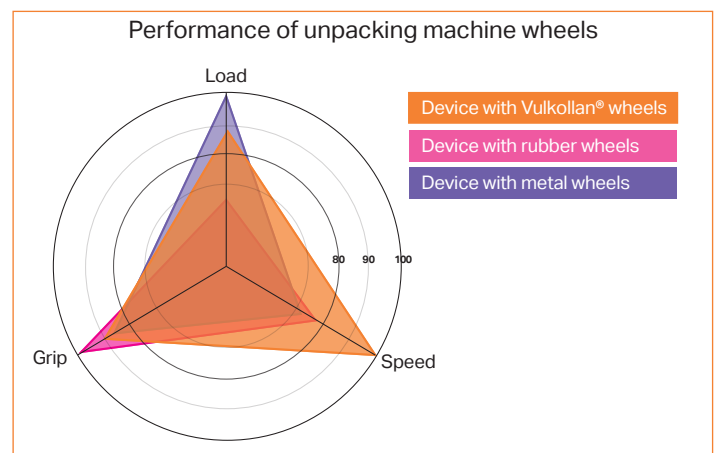 Performance of unpacking machine wheels
Load
Device with Vulkollan® wheels
Device with rubber wheels
Device with metal wheels
80 90 100
Grip
Speed